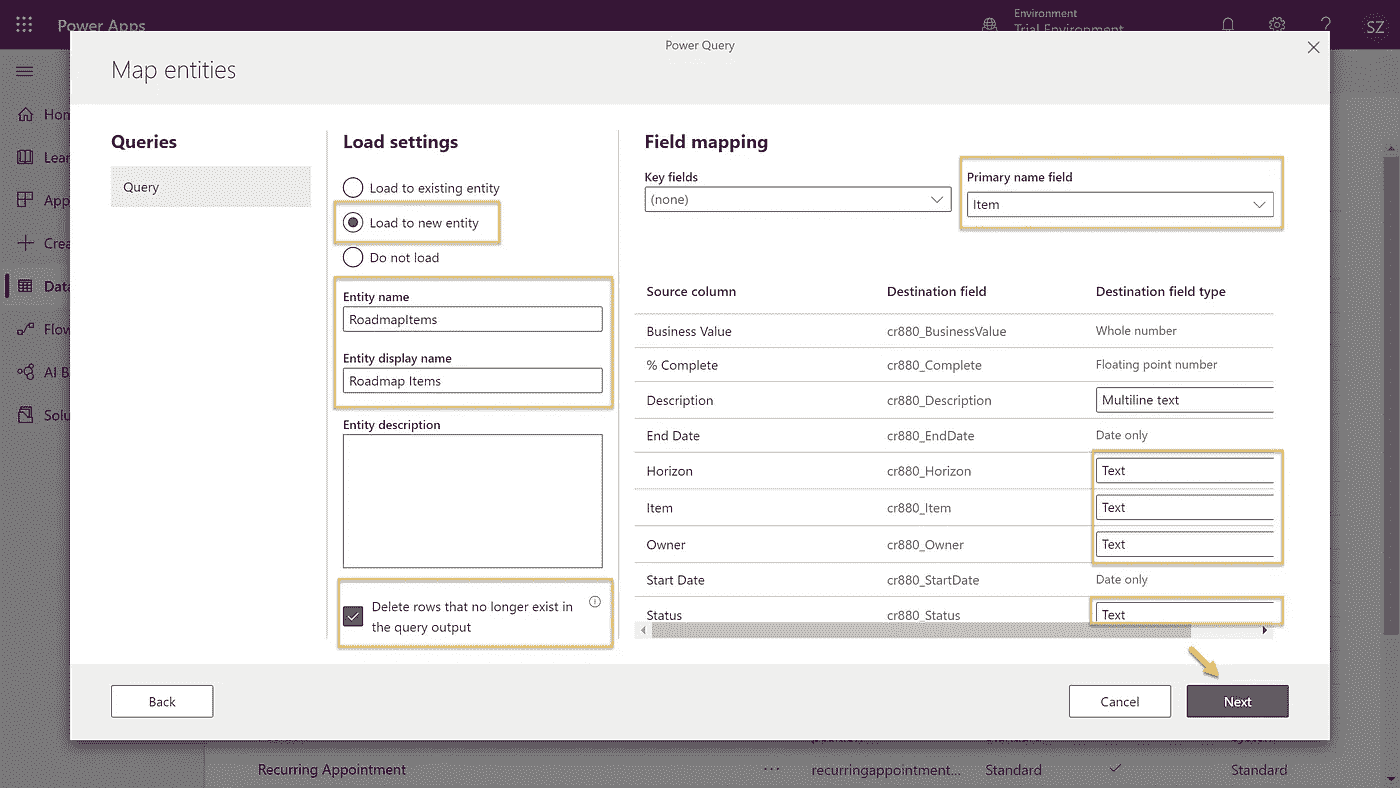 Power Apps
Environment
Trial Environment
?
SZ
Power Query
Map entities
Hom
Lear
App
Crea
Data
Flow
AI B
Solu
Queries
Query
Load settings
Load to existing entity
Load to new entity
Do not load
Entity name
RoadmapItems
Entity display name
Roadmap Items
Entity description
Delete rows that no longer exist in
the query output
Field mapping
Key fields
(none)
Primary name field
Item
Source column Destination field Destination field type
Business Value cr880_BusinessValue Whole number
% Complete cr880_Complete Floating point number
Description cr880_Description Multiline text
End Date cr880_EndDate Date only
Horizon cr880_Horizon Text
Item cr880_Item Text
Owner cr880_Owner Text
Start Date cr880_StartDate Date only
Status cr880_Status Text
Back
Cancel
Next
Recurring Appointment ... recurringappointment... Standard Standard